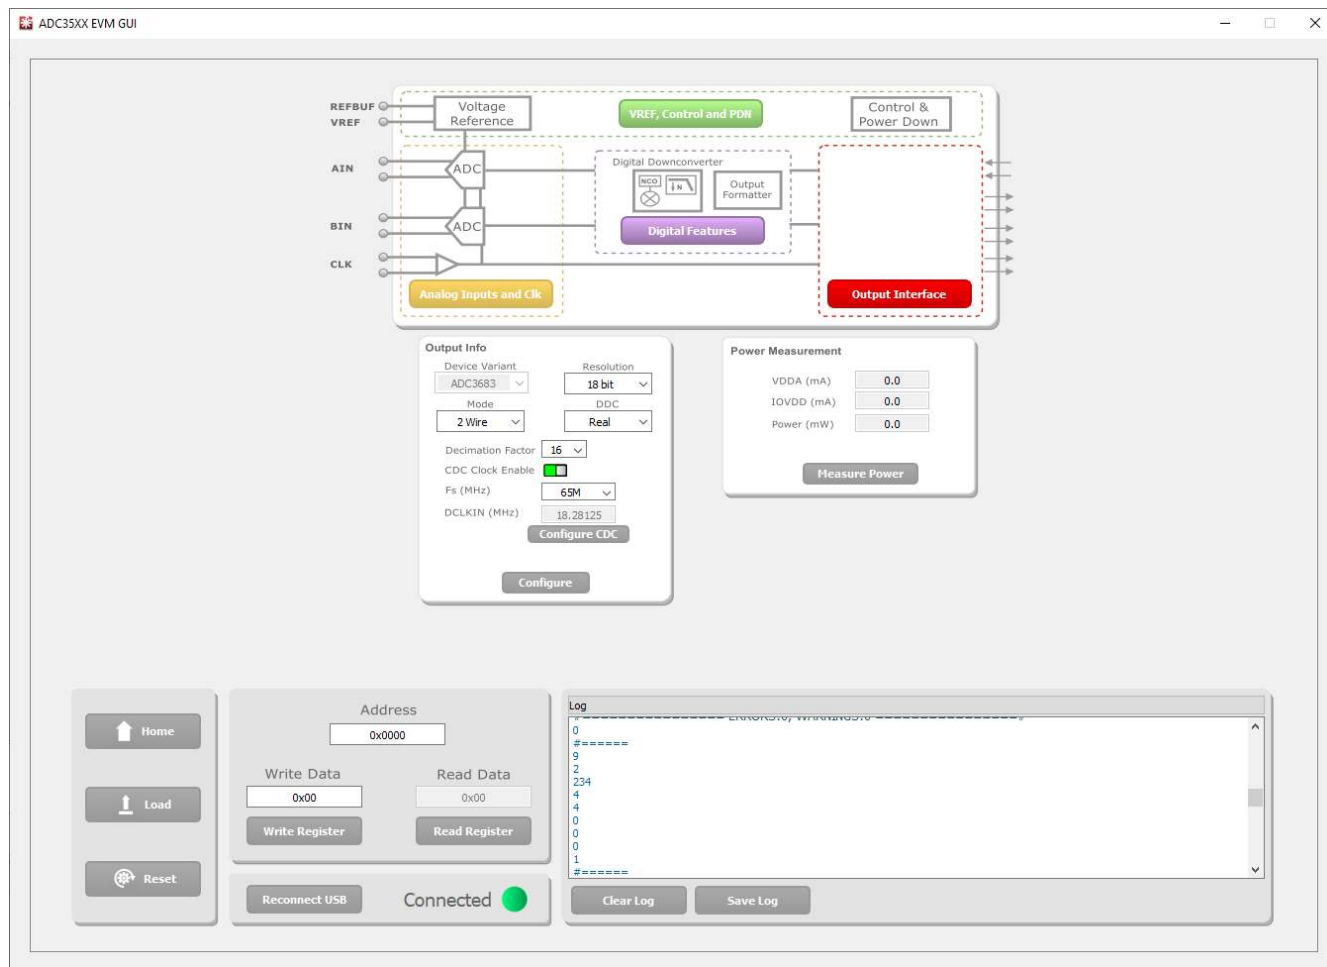 ADC35XX EVM GUI
REFBUF
VREF
Voltage
Reference
VREF, Control and PDN
Control &
Power Down
AIN
ADC
Digital Downconverter
NCO
N
Output
Formatter
BIN
ADC
Digital Features
CLK
Analog Inputs and Clk
Output Interface
Output Info
Device Variant
Resolution
ADC3683
18 bit
Mode
DDC
2 Wire
Real
Decimation Factor
16
CDC Clock Enable
Fs (MHz)
65M
DCLKIN (MHz)
18.28125
Configure CDC
Configure
Power Measurement
VDDA (mA)
0.0
IOVDD (mA)
0.0
Power (mW)
0.0
Measure Power
Home
Load
Reset
Address
0x0000
Write Data
Read Data
0x00
0x00
Write Register
Read Register
Reconnect USB
Connected
Log
#================ ERRORS:0, WARNINGS:0 ================#
0
#======
9
2
234
4
4
0
0
0
1
#======
Clear Log
Save Log